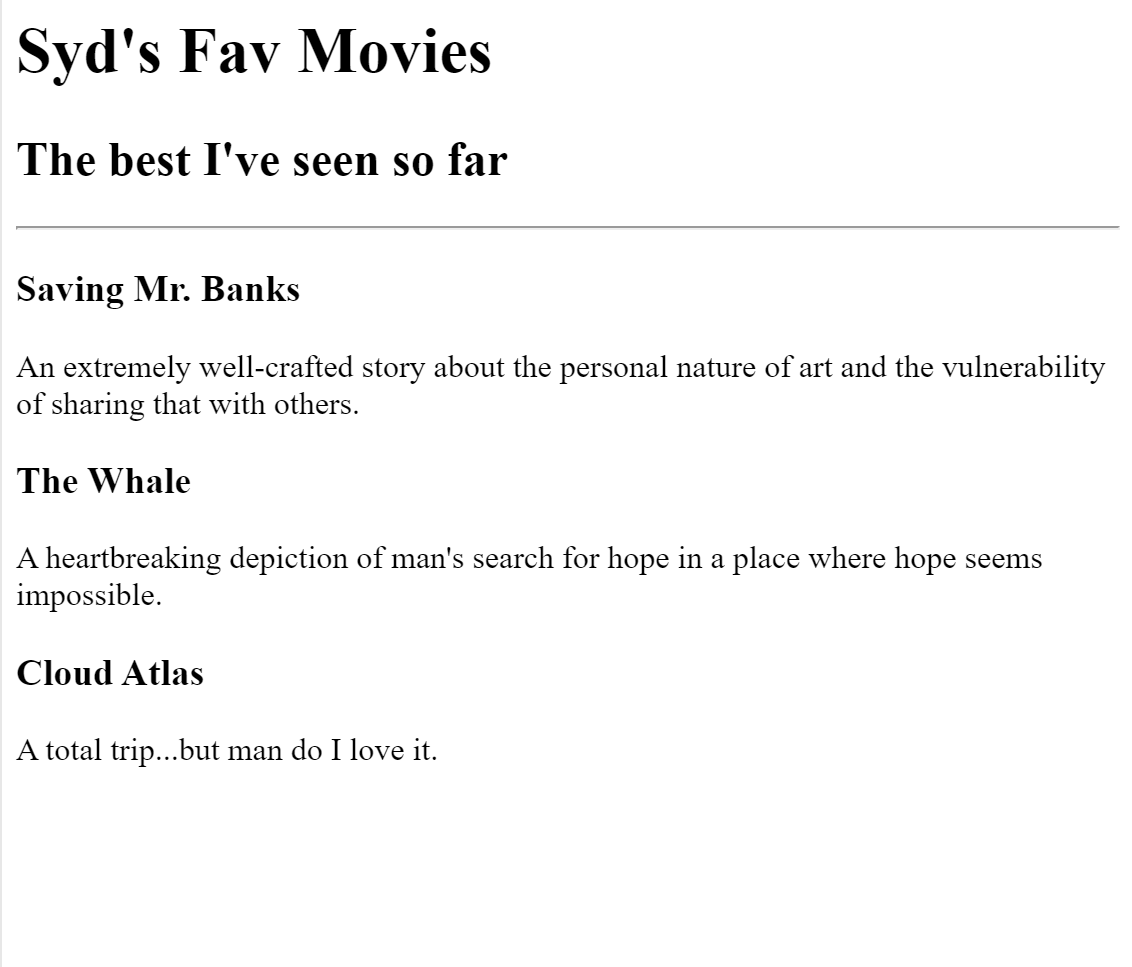 Syd's Fav Movies
The best I've seen so far
Saving Mr. Banks
An extremely well-crafted story about the personal nature of art and the vulnerability
of sharing that with others.
The Whale
A heartbreaking depiction of man's search for hope in a place where hope seems
impossible.
Cloud Atlas
A total trip...but man do I love it.